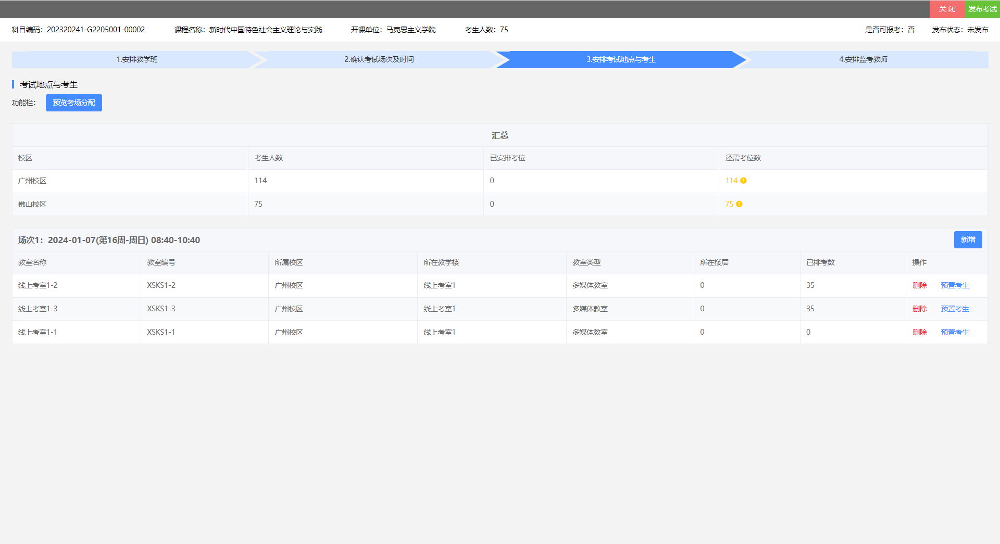 关 闭 发布考试
科目编码：202320241-G2205001-00002 课程名称：新时代中国特色社会主义理论与实践 开课单位：马克思主义学院 考生人数：75 是否可报考：否 发布状态：未发布
1.安排教学班 2.确认考试场次及时间 3.安排考试地点与考生 4.安排监考教师
考试地点与考生
功能栏： 预览考场分配
汇总
校区 考生人数 已安排考位 还需考位数
广州校区 114 0 114
佛山校区 75 0 75
场次1：2024-01-07(第16周-周日) 08:40-10:40 新增
教室名称 教室编号 所属校区 所在教学楼 教室类型 所在楼层 已排考数 操作
线上考室1-2 XSKS1-2 广州校区 线上考室1 多媒体教室 0 35 删除 预置考生
线上考室1-3 XSKS1-3 广州校区 线上考室1 多媒体教室 0 35 删除 预置考生
线上考室1-1 XSKS1-1 广州校区 线上考室1 多媒体教室 0 0 删除 预置考生